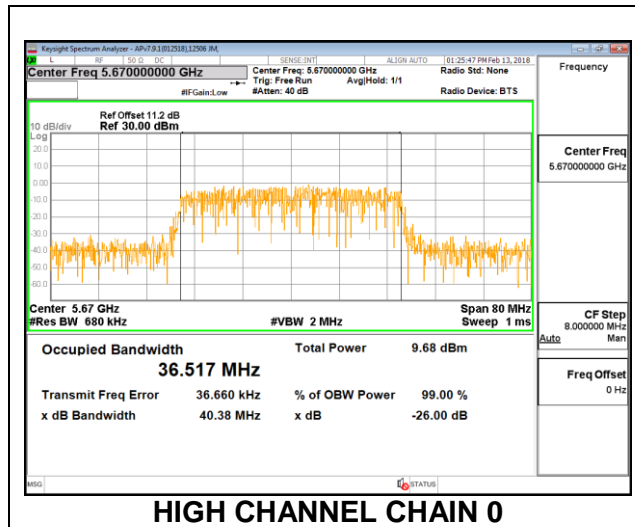 Keysight Spectrum Analyzer - APv7.9.1(012518),12506 JM,
L RF 50 Ω DC SENSE:INT ALIGN AUTO 01:25:47 PM Feb 13, 2018
Center Freq 5.670000000 GHz
Center Freq: 5.670000000 GHz
Radio Std: None
Trig: Free Run Avg|Hold: 1/1
#IFGain:Low #Atten: 40 dB Radio Device: BTS
Frequency
Ref Offset 11.2 dB
10 dB/div Ref 30.00 dBm
Log
20.0
10.0
0.00
-10.0
-20.0
-30.0
-40.0
-50.0
-60.0
Center 5.67 GHz Span 80 MHz
#Res BW 680 kHz #VBW 2 MHz Sweep 1 ms
Center Freq
5.670000000 GHz
CF Step
8.000000 MHz
Auto Man
Freq Offset
0 Hz
Occupied Bandwidth Total Power 9.68 dBm
36.517 MHz
Transmit Freq Error 36.660 kHz % of OBW Power 99.00 %
x dB Bandwidth 40.38 MHz x dB -26.00 dB
MSG STATUS
HIGH CHANNEL CHAIN 0